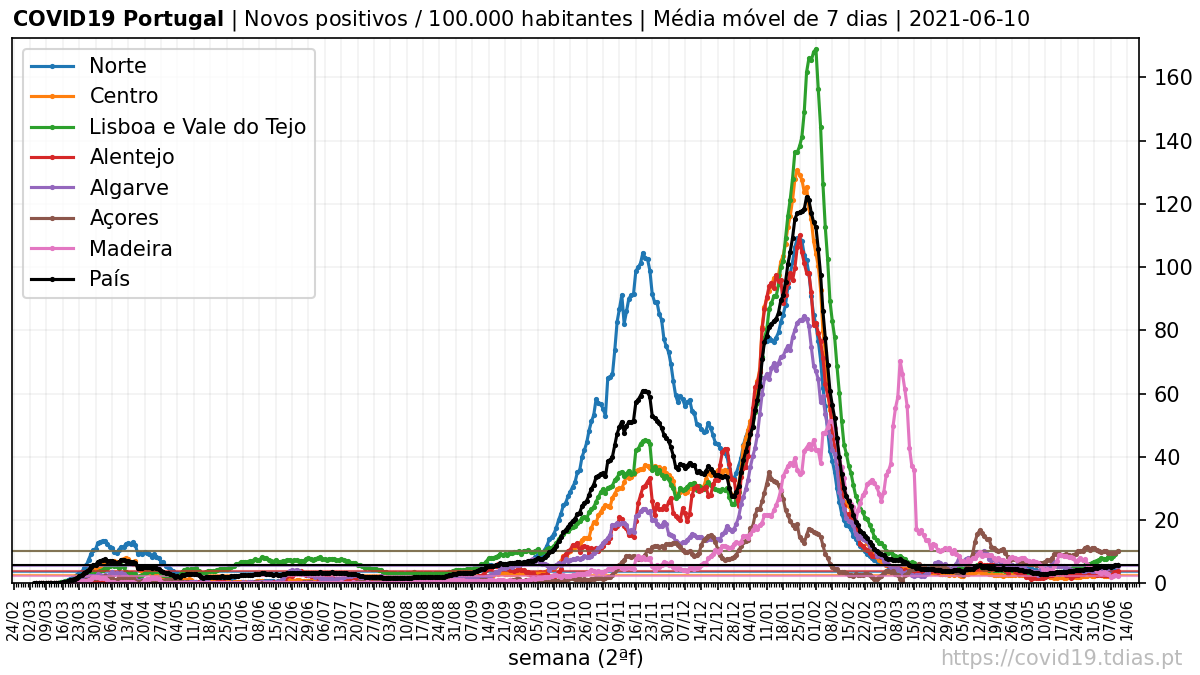 COVID19 Portugal | Novos positivos / 100.000 habitantes | Média móvel de 7 dias | 2021-06-10
Norte
Centro
Lisboa e Vale do Tejo
Alentejo
Algarve
Açores
Madeira
País
160
140
120
100
80
60
40
20
0
24/02 02/03 09/03 16/03 23/03 30/03 06/04 13/04 20/04 27/04 04/05 11/05 18/05 25/05 01/06 08/06 15/06 22/06 29/06 06/07 13/07 20/07 27/07 03/08 10/08 17/08 24/08 31/08 07/09 14/09 21/09 28/09 05/10 12/10 19/10 26/10 02/11 09/11 16/11 23/11 30/11 07/12 14/12 21/12 28/12 04/01 11/01 18/01 25/01 01/02 08/02 15/02 22/02 01/03 08/03 15/03 22/03 29/03 05/04 12/04 19/04 26/04 03/05 10/05 17/05 24/05 31/05 07/06 14/06
semana (2ªf)
https://covid19.tdias.pt